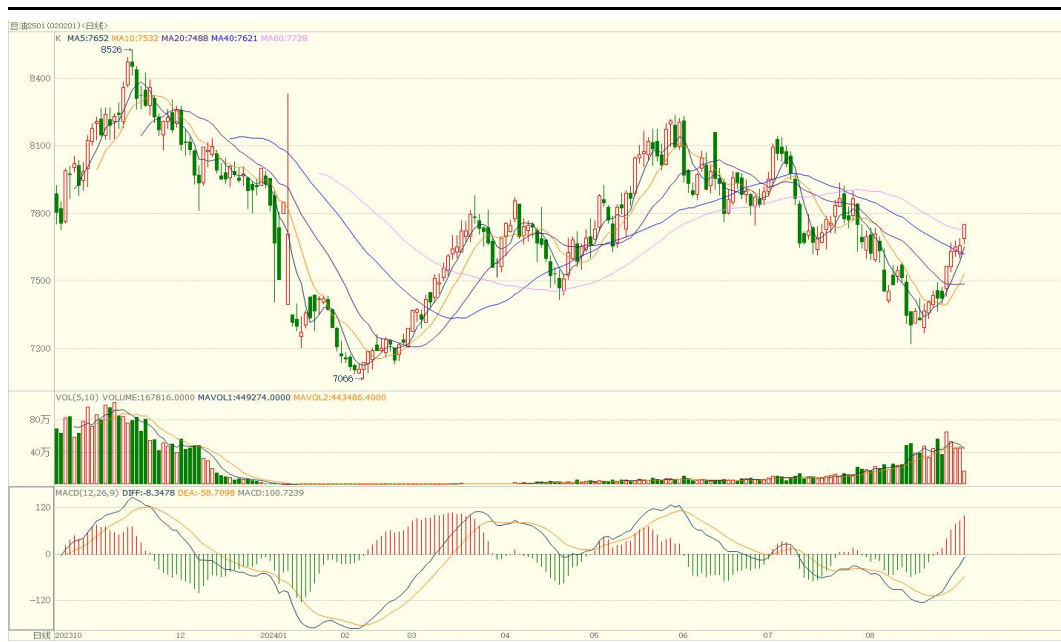 豆油2501(020201)<日线>
K MA5:7652 MA10:7532 MA20:7488 MA40:7621 MA60:7728
8526→
8400
8100
7800
7500
7200
7066→
VOL(5,10) VOLUME:167816.0000 MAVOL1:449274.0000 MAVOL2:443486.4000
80万
40万
MACD(12,26,9) DIFF:-8.3478 DEA:-58.7098 MACD:100.7239
120
0
-120
日线 202310 12 202401 02 03 04 05 06 07 08